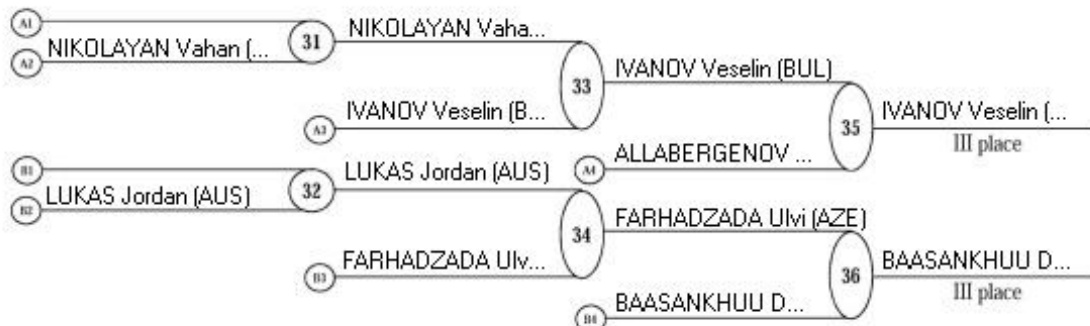 A1
A2
NIKOLAYAN Vahan (...
31
NIKOLAYAN Vaha...
A3
IVANOV Veselin (B...
33
IVANOV Veselin (BUL)
A4
ALLABERGENOV ...
35
IVANOV Veselin (...
III place
B1
B2
LUKAS Jordan (AUS)
32
LUKAS Jordan (AUS)
B3
FARHADZADA Ulv...
34
FARHADZADA Ulvi (AZE)
B4
BAASANKHUU D...
36
BAASANKHUU D...
III place